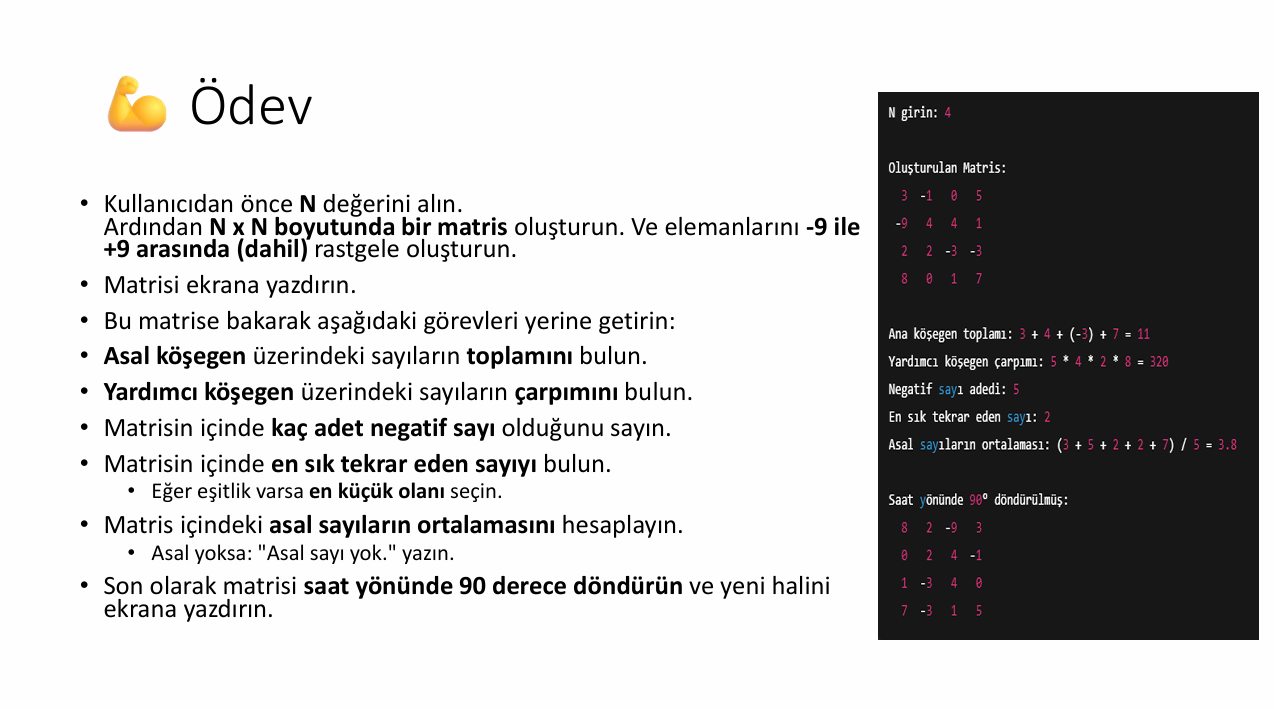 💪 Ödev
• Kullanıcıdan önce N değerini alın.
Ardından N x N boyutunda bir matris oluşturun. Ve elemanlarını -9 ile
+9 arasında (dahil) rastgele oluşturun.
• Matrisi ekrana yazdırın.
• Bu matrise bakarak aşağıdaki görevleri yerine getirin:
• Asal köşegen üzerindeki sayıların toplamını bulun.
• Yardımcı köşegen üzerindeki sayıların çarpımını bulun.
• Matrisin içinde kaç adet negatif sayı olduğunu sayın.
• Matrisin içinde en sık tekrar eden sayıyı bulun.
• Eğer eşitlik varsa en küçük olanı seçin.
• Matris içindeki asal sayıların ortalamasını hesaplayın.
• Asal yoksa: "Asal sayı yok." yazın.
• Son olarak matrisi saat yönünde 90 derece döndürün ve yeni halini
ekrana yazdırın.
N girin: 4
Oluşturulan Matris:
3 -1 0 5
-9 4 4 1
2 2 -3 -3
8 0 1 7
Ana köşegen toplamı: 3 + 4 + (-3) + 7 = 11
Yardımcı köşegen çarpımı: 5 * 4 * 2 * 8 = 320
Negatif sayı adedi: 5
En sık tekrar eden sayı: 2
Asal sayıların ortalaması: (3 + 5 + 2 + 2 + 7) / 5 = 3.8
Saat yönünde 90° döndürülmüş:
8 2 -9 3
0 2 4 -1
1 -3 4 0
7 -3 1 5